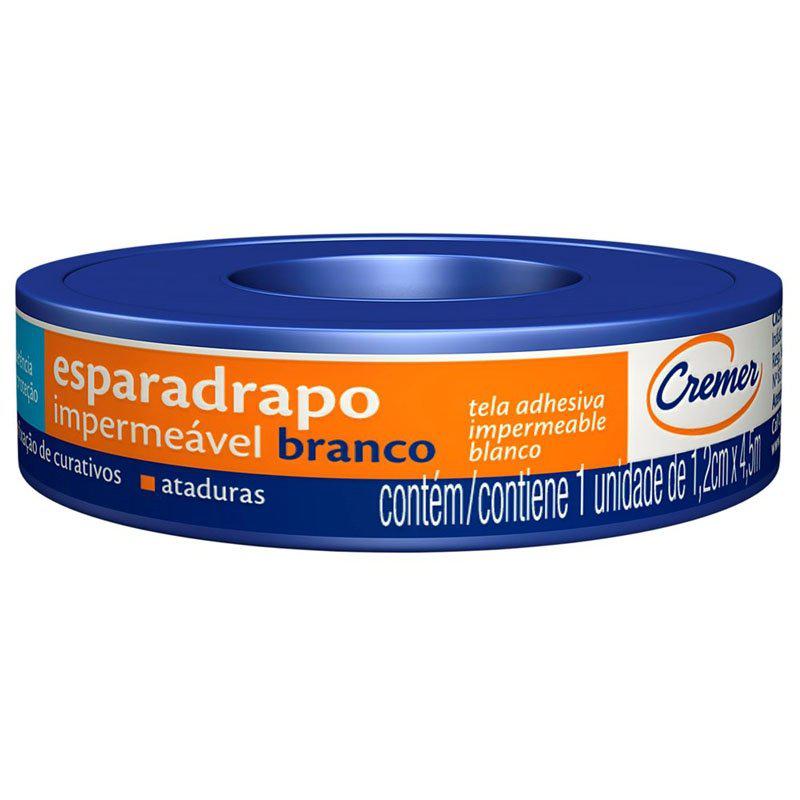 esparadrapo
impermeável branco
tela adhesiva
impermeable
blanco
Cremer
de curativos ataduras
contém/contiene 1 unidade de 1,2cm x 4,5m